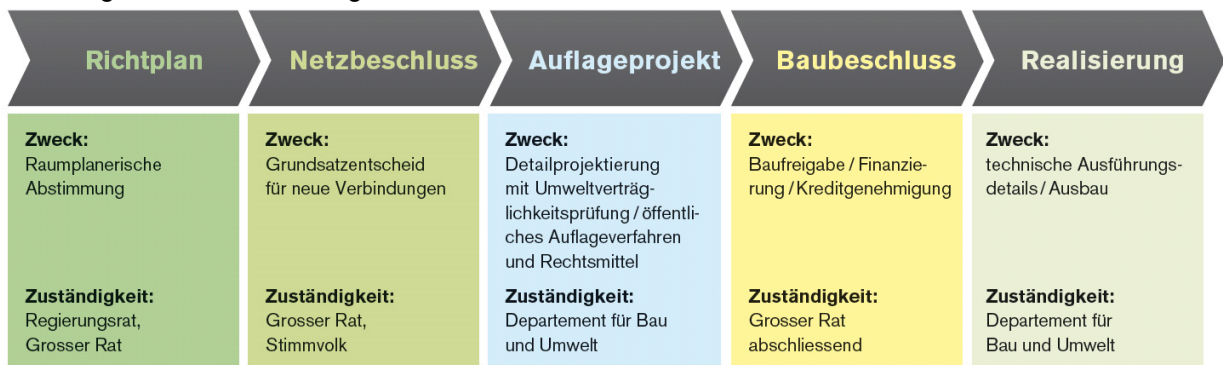 Richtplan
Netzbeschluss
Auflageprojekt
Baubeschluss
Realisierung
Zweck:
Raumplanerische
Abstimmung
Zuständigkeit:
Regierungsrat,
Grosser Rat
Zweck:
Grundsatzentscheid
für neue Verbindungen
Zuständigkeit:
Grosser Rat,
Stimmvolk
Zweck:
Detailprojektierung
mit Umweltverträg-
lichkeitsprüfung / öffentli-
ches Auflageverfahren
und Rechtsmittel
Zuständigkeit:
Departement für Bau
und Umwelt
Zweck:
Baufreigabe / Finanzie-
rung / Kreditgenehmigung
Zuständigkeit:
Grosser Rat
abschliessend
Zweck:
technische Ausführungs-
details / Ausbau
Zuständigkeit:
Departement für
Bau und Umwelt